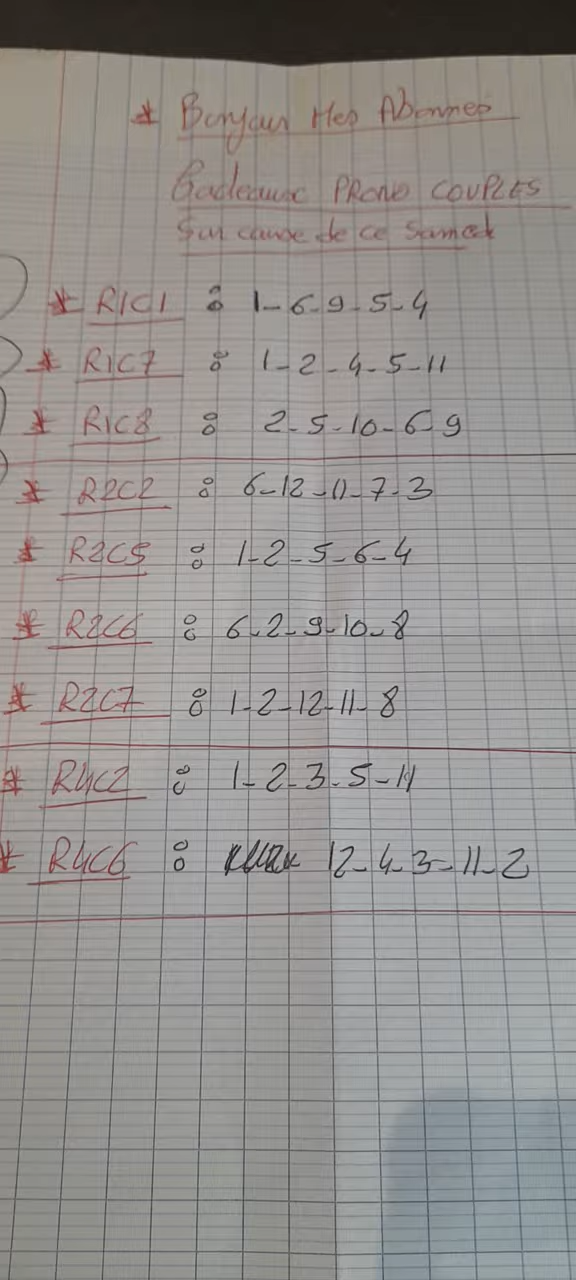 * Bonjour Mes Abonnes
Cadeaux PRONO COUPLES
Sur cause de ce Samedi
* R1C1 : 1-6-9-5-4
* R1C7 : 1-2-4-5-11
* R1C8 : 2-5-10-6-9
* R2C2 : 6-12-11-7-3
* R2C5 : 1-2-5-6-4
* R2C6 : 6-2-9-10-8
* R2C7 : 1-2-12-11-8
* R4C2 : 1-2-3-5-11
* R4C6 : 12-4-3-11-2